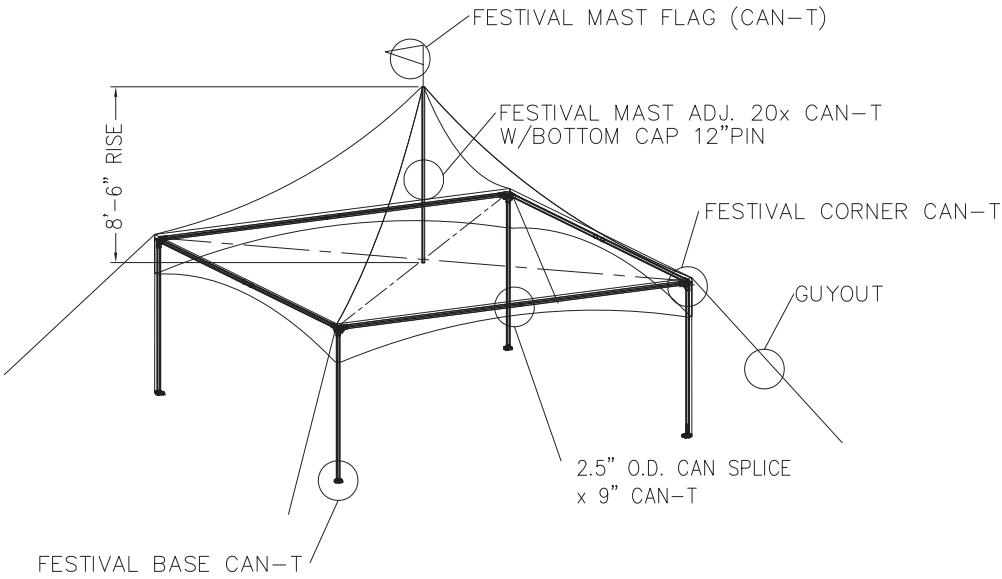 FESTIVAL MAST FLAG (CAN-T)
FESTIVAL MAST ADJ. 20x CAN-T
W/BOTTOM CAP 12"PIN
8'-6" RISE
FESTIVAL CORNER CAN-T
GUYOUT
2.5" O.D. CAN SPLICE
x 9" CAN-T
FESTIVAL BASE CAN-T